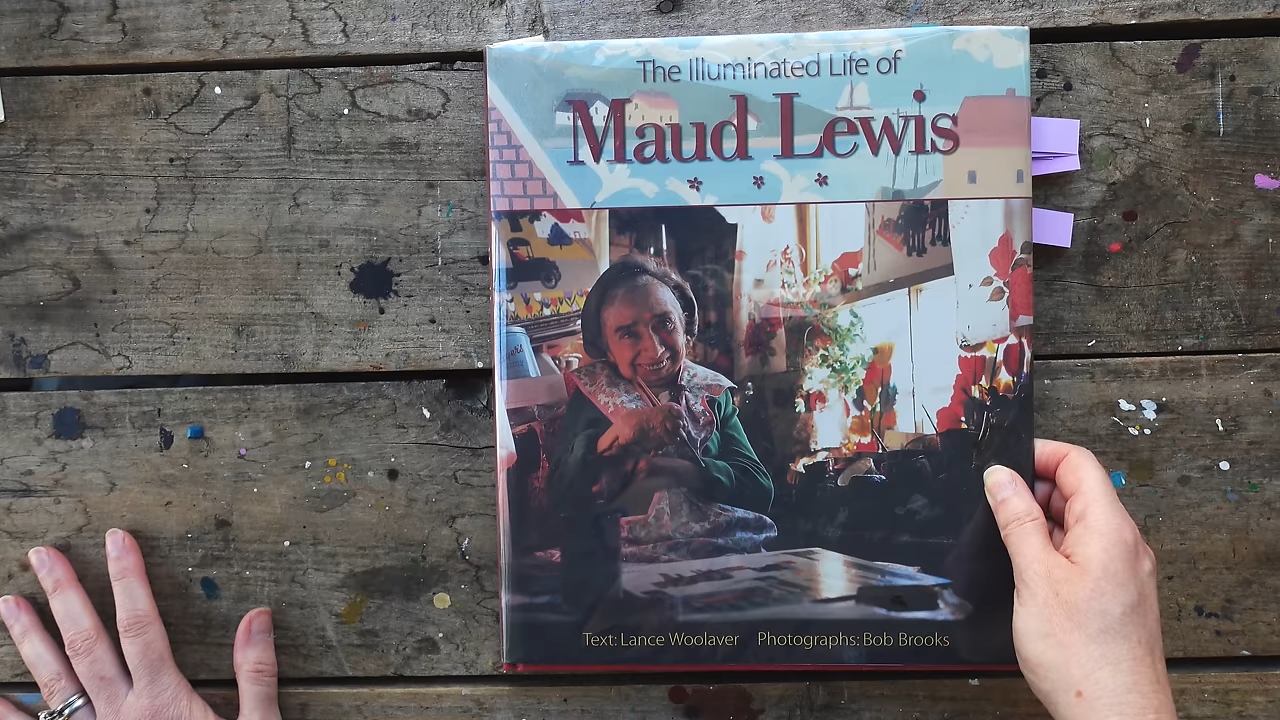 The Illuminated Life of
Maud Lewis
Text: Lance Woolaver Photographs: Bob Brooks